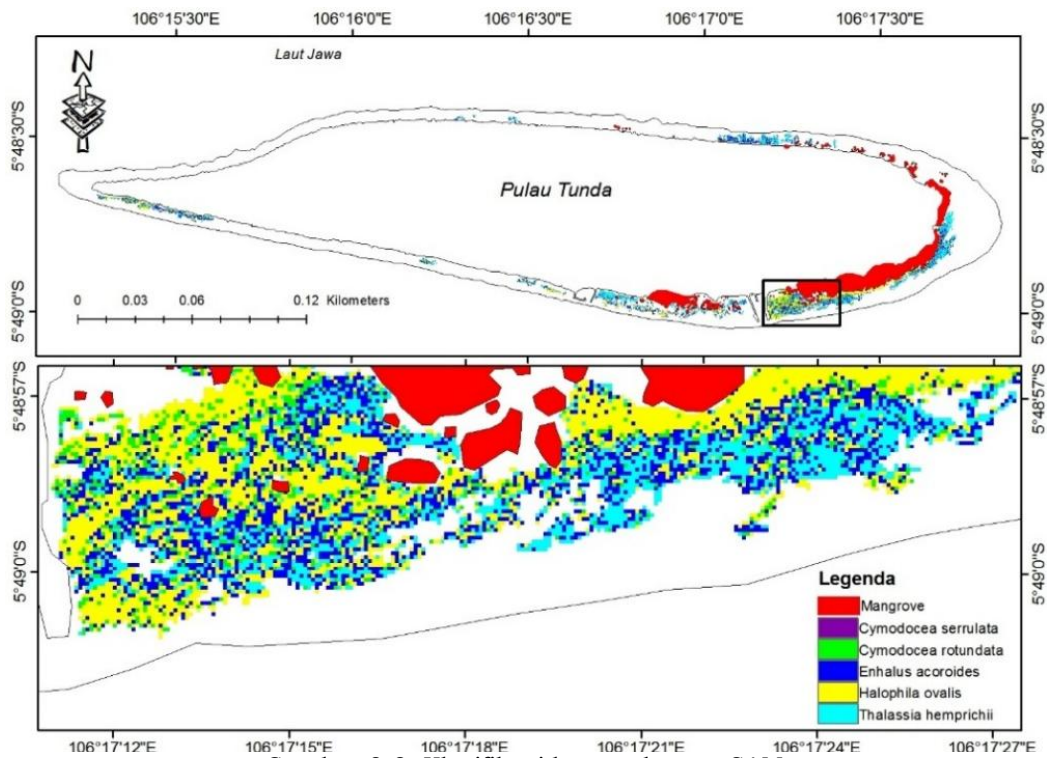 106°15'30"E 106°16'0"E 106°16'30"E 106°17'0"E 106°17'30"E
Laut Jawa
N
5°48'30"S 5°48'30"S
Pulau Tunda
5°49'0"S 5°49'0"S
0 0.03 0.06 0.12 Kilometers
5°48'57"S 5°48'57"S
5°49'0"S 5°49'0"S
Legenda
Mangrove
Cymodocea serrulata
Cymodocea rotundata
Enhalus acoroides
Halophila ovalis
Thalassia hemprichii
106°17'12"E 106°17'15"E 106°17'18"E 106°17'21"E 106°17'24"E 106°17'27"E